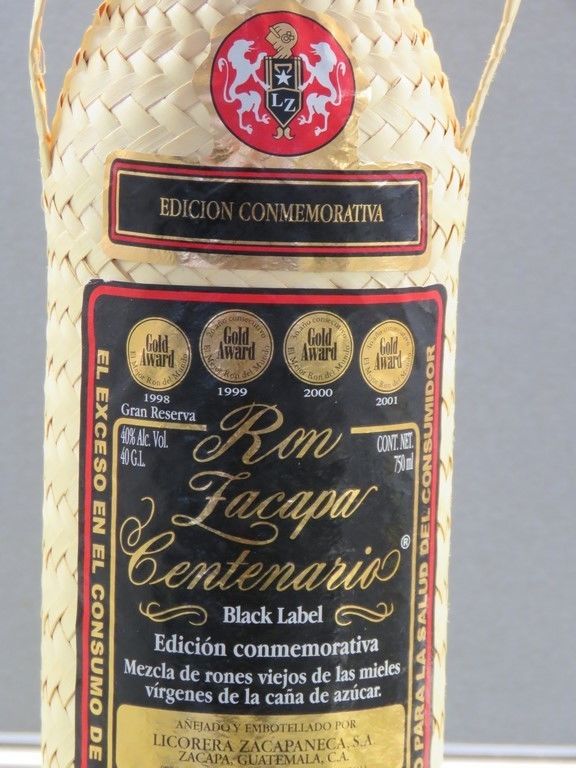 LZ
EDICION CONMEMORATIVA
Gold Award
1998
Gran Reserva
Gold Award
1999
Gold Award
2000
Gold Award
2001
40% Alc. Vol.
40 G.L.
CONT. NET.
750 ml
Ron
Zacapa
Centenario®
Black Label
Edición conmemorativa
Mezcla de rones viejos de las mieles
vírgenes de la caña de azúcar.
AÑEJADO Y EMBOTELLADO POR
LICORERA ZACAPANECA, S.A
ZACAPA, GUATEMALA, C.A.
EL EXCESO EN EL CONSUMO DE
O PARA LA SALUD DEL CONSUMIDOR